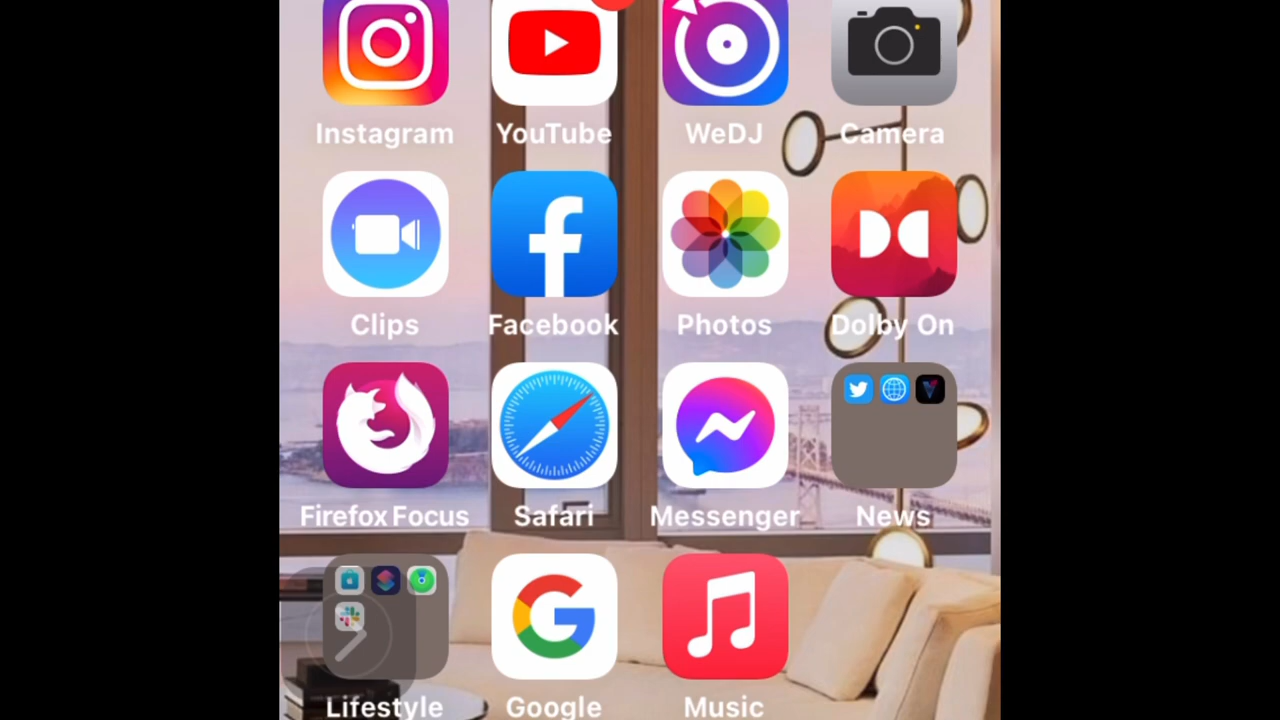 Instagram YouTube WeDJ Camera
Clips Facebook Photos Dolby On
Firefox Focus Safari Messenger News
Lifestyle Google Music